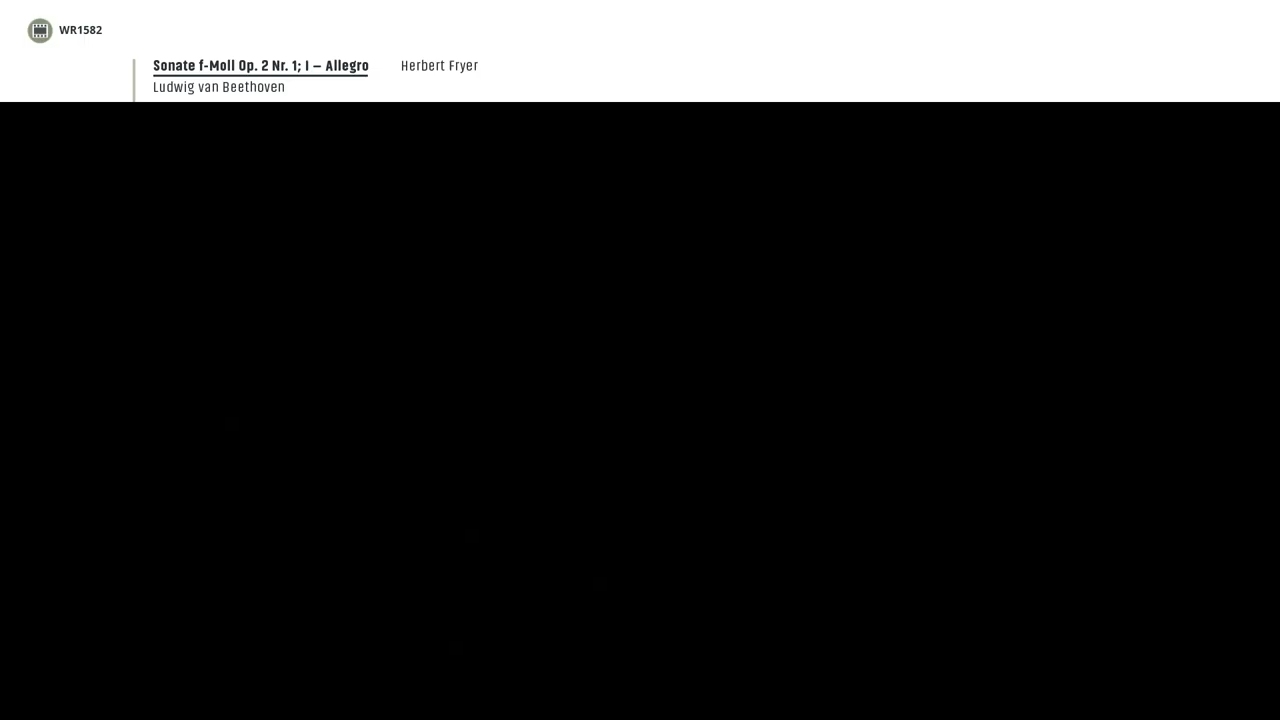 WR1582
Sonate f-Moll Op. 2 Nr. 1; I – Allegro Herbert Fryer
Ludwig van Beethoven